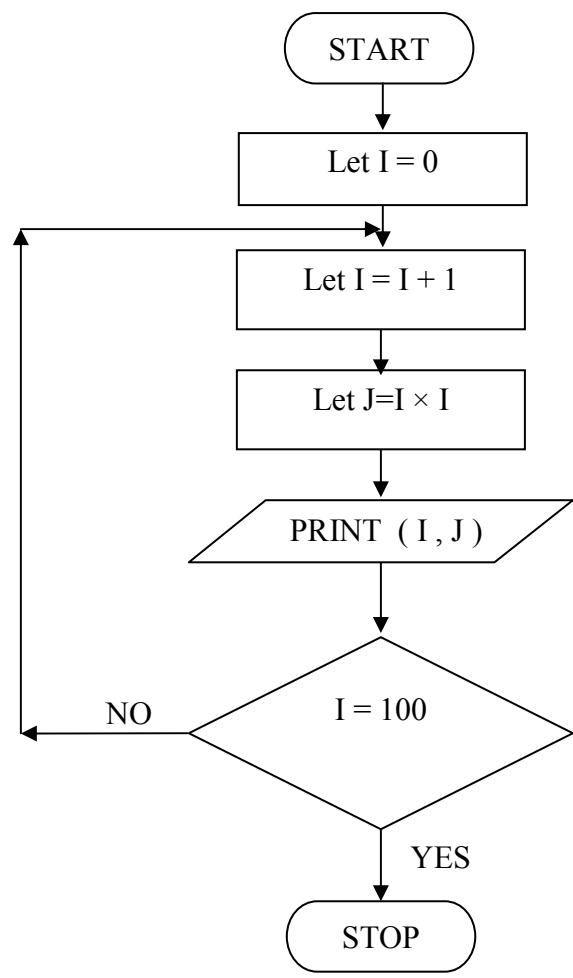 START
Let I = 0
Let I = I + 1
Let J=I × I
PRINT ( I , J )
I = 100
NO
YES
STOP